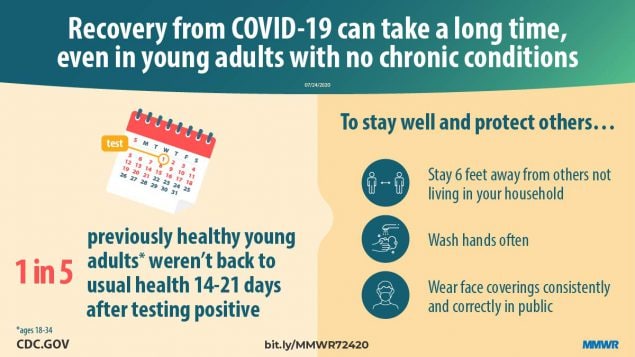 Recovery from COVID-19 can take a long time,
even in young adults with no chronic conditions
07/24/2020
test
S M T W T F S
1 in 5
previously healthy young
adults* weren't back to
usual health 14-21 days
after testing positive
*ages 18-34
CDC.GOV
To stay well and protect others…
Stay 6 feet away from others not
living in your household
Wash hands often
Wear face coverings consistently
and correctly in public
bit.ly/MMWR72420
MMWR